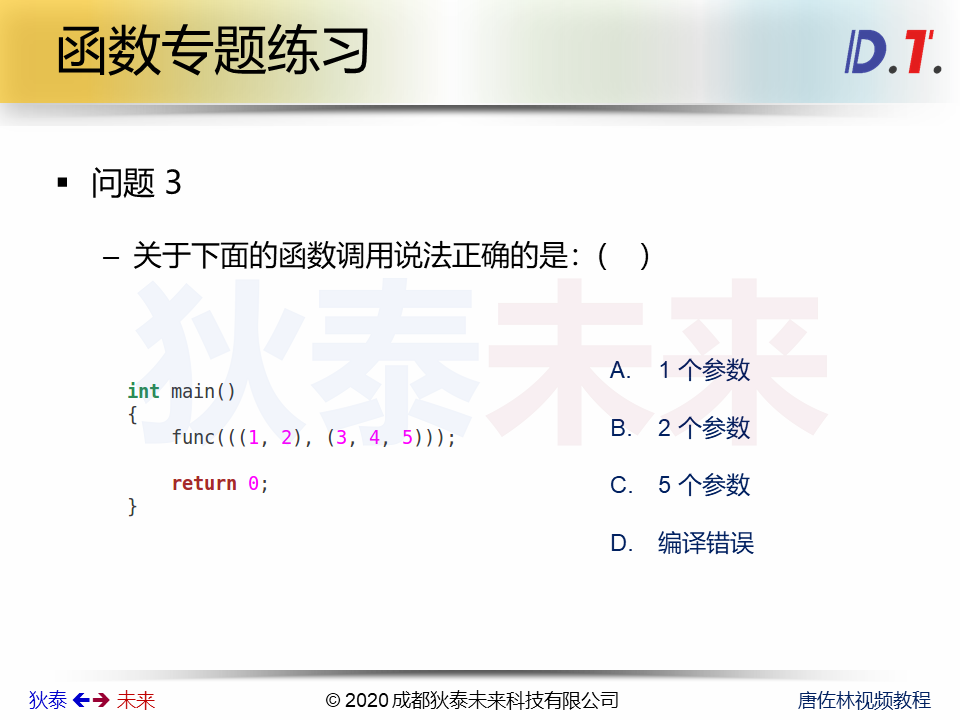 函数专题练习
D.T.
▪ 问题 3
– 关于下面的函数调用说法正确的是：( )
狄泰未来
int main()
{
func(((1, 2), (3, 4, 5)));
return 0;
}
A. 1 个参数
B. 2 个参数
C. 5 个参数
D. 编译错误
狄泰 未来
© 2020 成都狄泰未来科技有限公司
唐佐林视频教程